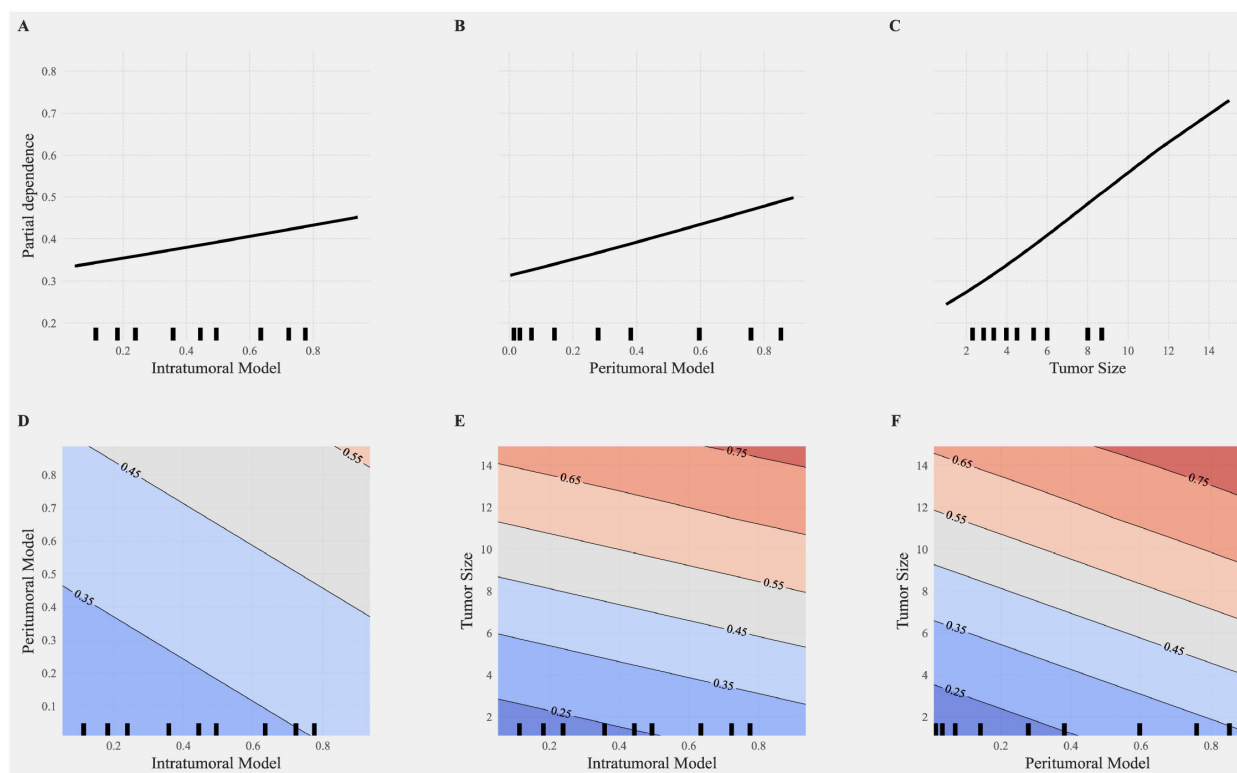 A
B
C
Partial dependence
0.8
0.7
0.6
0.5
0.4
0.3
0.2
0.2 0.4 0.6 0.8
Intratumoral Model
0.0 0.2 0.4 0.6 0.8
Peritumoral Model
2 4 6 8 10 12 14
Tumor Size
D
E
F
Peritumoral Model
0.8
0.7
0.6
0.5
0.4
0.3
0.2
0.1
0.55
0.45
0.35
0.2 0.4 0.6 0.8
Intratumoral Model
Tumor Size
14
12
10
8
6
4
2
0.75
0.65
0.55
0.45
0.35
0.25
0.2 0.4 0.6 0.8
Intratumoral Model
Tumor Size
14
12
10
8
6
4
2
0.65
0.75
0.55
0.35
0.45
0.25
0.2 0.4 0.6 0.8
Peritumoral Model